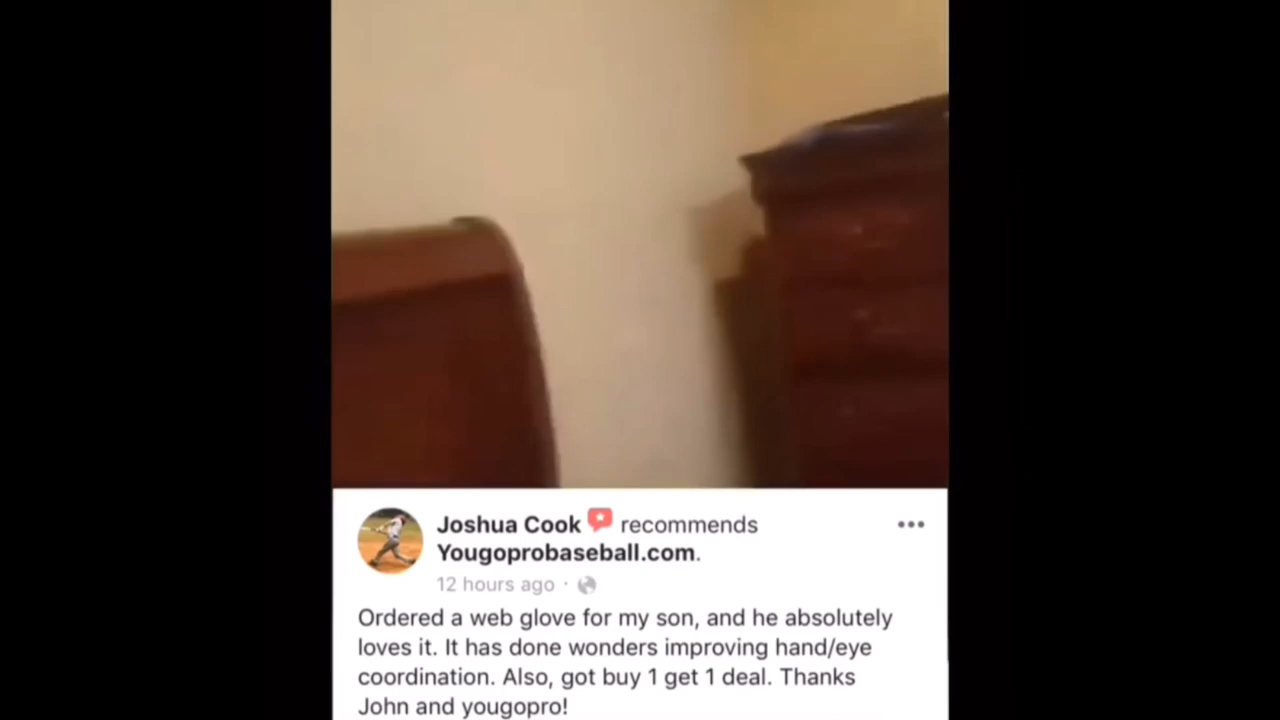 Joshua Cook recommends
Yougoprobaseball.com.
12 hours ago ·
Ordered a web glove for my son, and he absolutely
loves it. It has done wonders improving hand/eye
coordination. Also, got buy 1 get 1 deal. Thanks
John and yougopro!